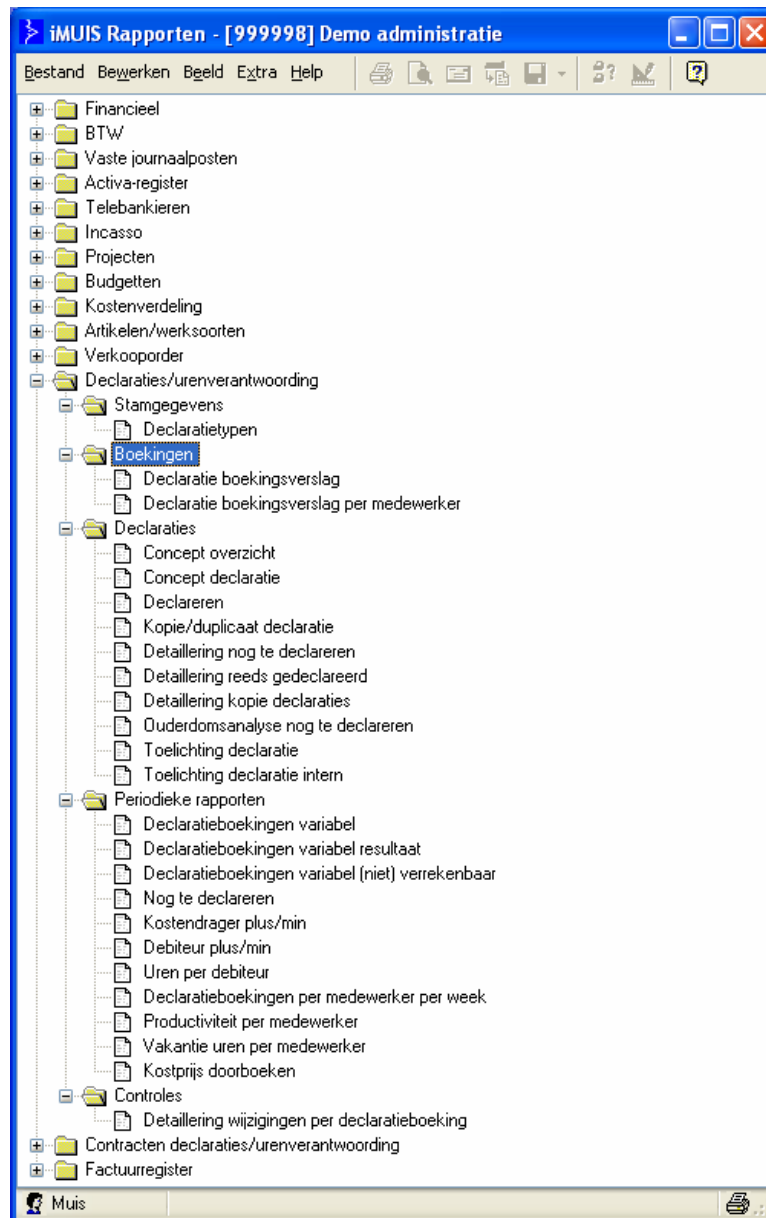 iMUIS Rapporten - [999998] Demo administratie
Bestand Bewerken Beeld Extra Help
Financieel
BTW
Vaste journaalposten
Activa-register
Telebankieren
Incasso
Projecten
Budgetten
Kostenverdeling
Artikelen/werksoorten
Verkooporder
Declaraties/urenverantwoording
Stamgegevens
Declaratietypen
Boekingen
Declaratie boekingsverslag
Declaratie boekingsverslag per medewerker
Declaraties
Concept overzicht
Concept declaratie
Declareren
Kopie/duplicaat declaratie
Detaillering nog te declareren
Detaillering reeds gedeclareerd
Detaillering kopie declaraties
Ouderdomsanalyse nog te declareren
Toelichting declaratie
Toelichting declaratie intern
Periodieke rapporten
Declaratieboekingen variabel
Declaratieboekingen variabel resultaat
Declaratieboekingen variabel (niet) verrekenbaar
Nog te declareren
Kostendrager plus/min
Debiteur plus/min
Uren per debiteur
Declaratieboekingen per medewerker per week
Productiviteit per medewerker
Vakantie uren per medewerker
Kostprijs doorboeken
Controles
Detaillering wijzigingen per declaratieboeking
Contracten declaraties/urenverantwoording
Factuurregister
Muis